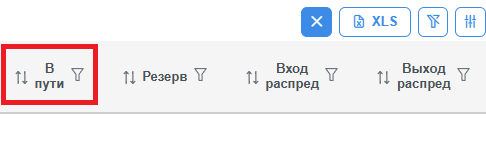 XLS
В
пути
Резерв
Вход
распред
Выход
распред